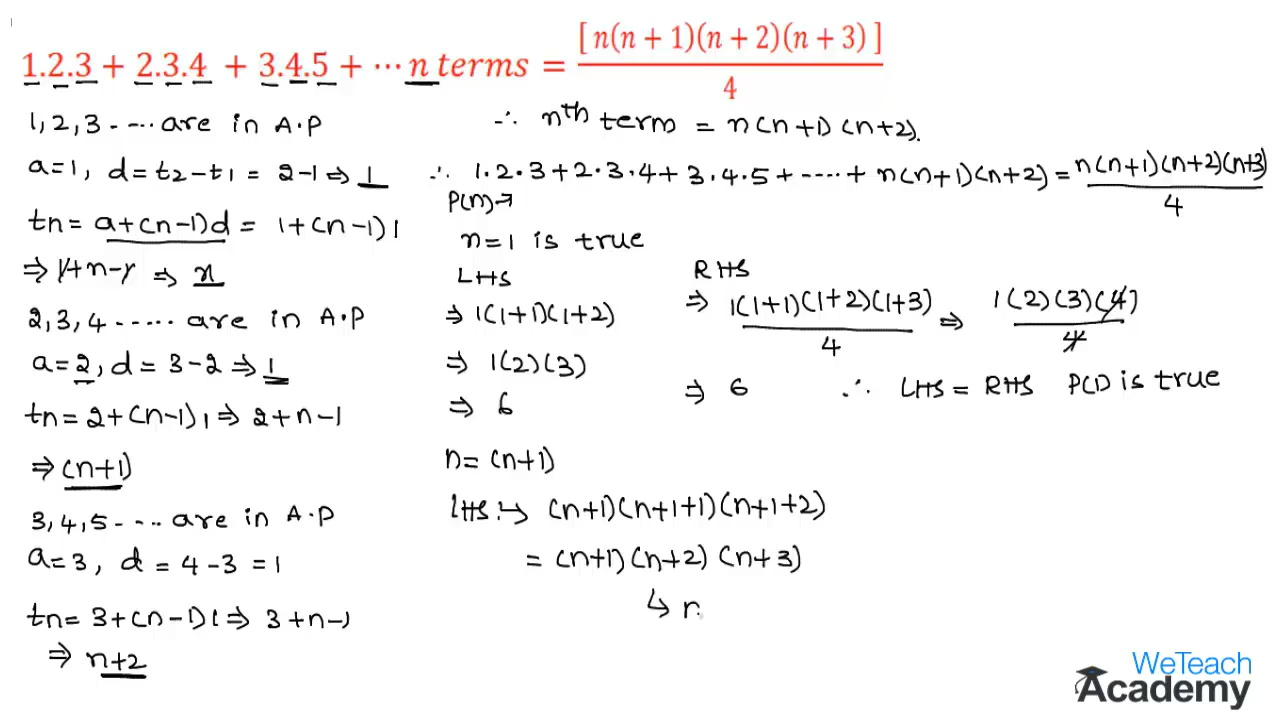 1.2.3 + 2.3.4 + 3.4.5 + ⋯ n terms = [n(n + 1)(n + 2)(n + 3)] / 4
1, 2, 3 - ... are in A.P
a=1, d = t2 - t1 = 2-1 ⇒ 1
tn = a+(n-1)d = 1+(n-1)1
⇒ 1+n-1 ⇒ n
2, 3, 4 ..... are in A.P
a=2, d = 3-2 ⇒ 1
tn = 2+(n-1)1 ⇒ 2+n-1
⇒ (n+1)
3, 4, 5 - ... are in A.P
a=3, d = 4-3 = 1
tn = 3+(n-1)1 ⇒ 3+n-1
⇒ n+2
∴ nth term = n(n+1)(n+2).
∴ 1.2.3 + 2.3.4 + 3.4.5 + ---- + n(n+1)(n+2) = n(n+1)(n+2)(n+3) / 4
P(n) →
n=1 is true
LHS
⇒ 1(1+1)(1+2)
⇒ 1(2)(3)
⇒ 6
RHS
⇒ 1(1+1)(1+2)(1+3) / 4 ⇒ 1(2)(3)(4) / 4
⇒ 6 ∴ LHS = RHS P(1) is true
n = (n+1)
LHS: → (n+1)(n+1+1)(n+1+2)
= (n+1)(n+2)(n+3)
↳ n
WeTeach
Academy